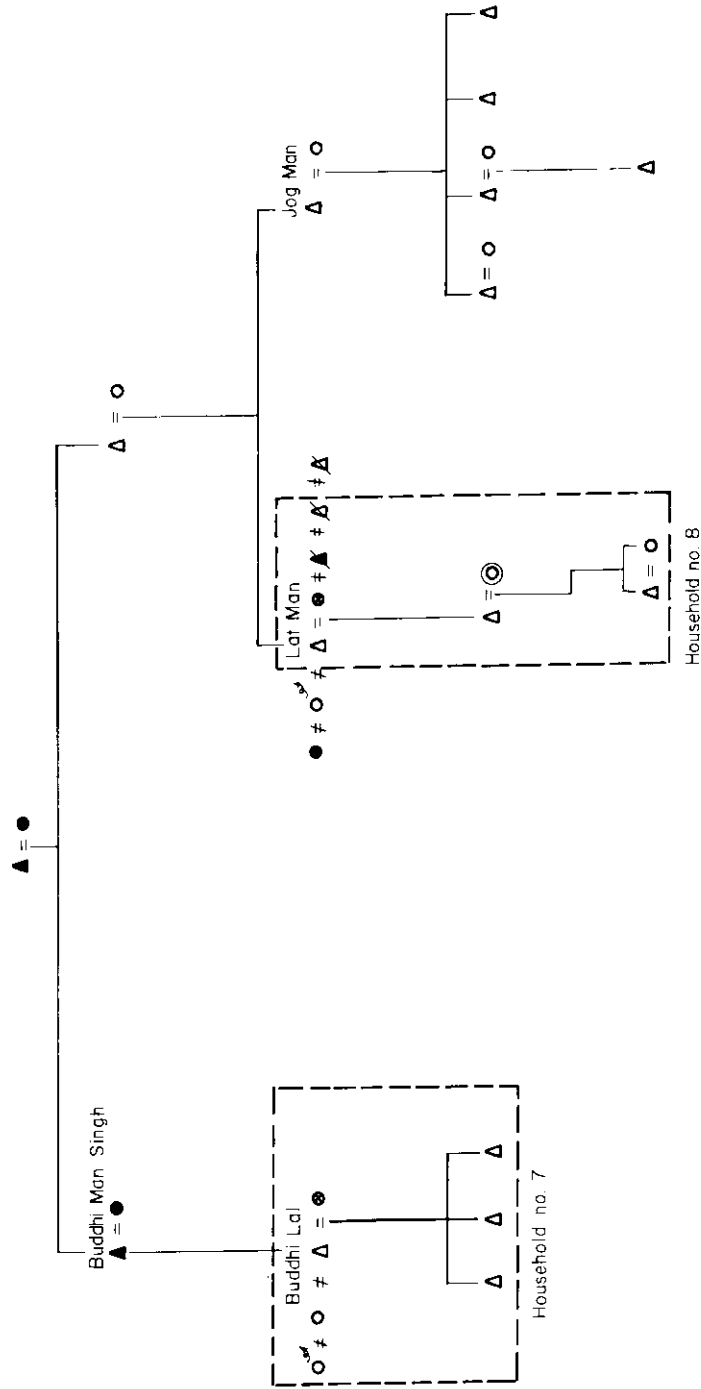 Buddhi Man Singh
Buddhi Lal
Lat Man
Jog Man
Household no. 7
Household no. 8